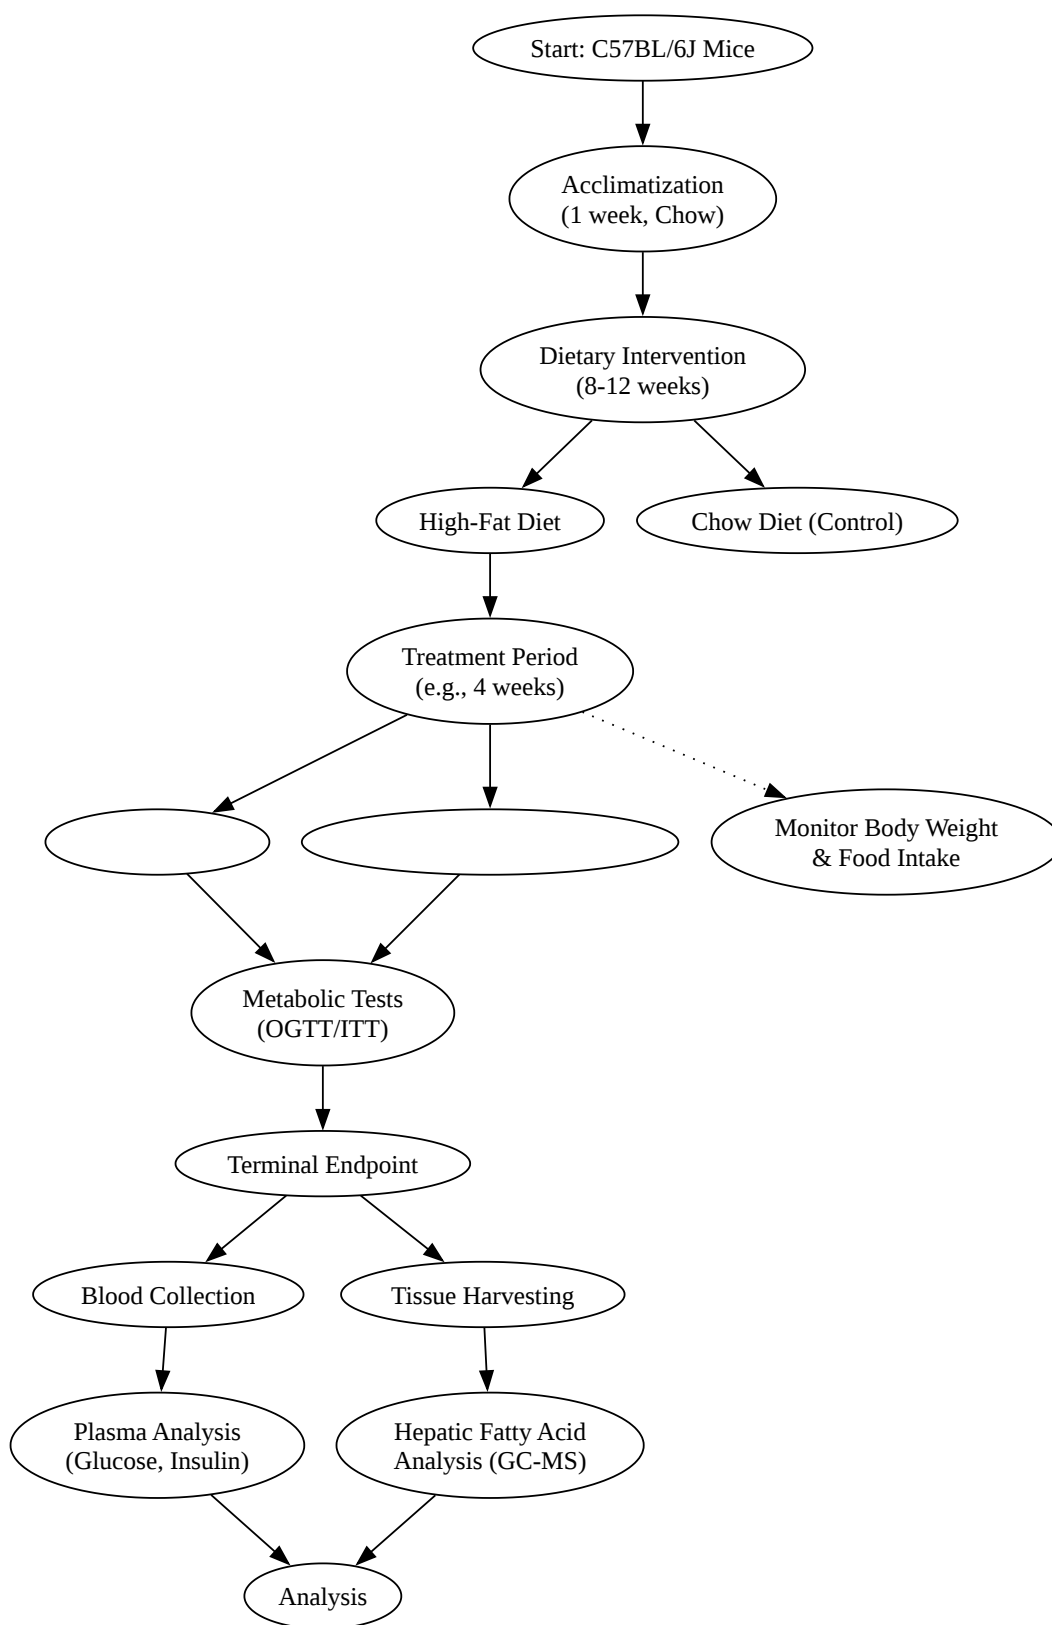 Start: C57BL/6J Mice
Acclimatization
(1 week, Chow)
Dietary Intervention
(8-12 weeks)
High-Fat Diet
Chow Diet (Control)
Treatment Period
(e.g., 4 weeks)
Monitor Body Weight
& Food Intake
Metabolic Tests
(OGTT/ITT)
Terminal Endpoint
Blood Collection
Tissue Harvesting
Plasma Analysis
(Glucose, Insulin)
Hepatic Fatty Acid
Analysis (GC-MS)
Analysis